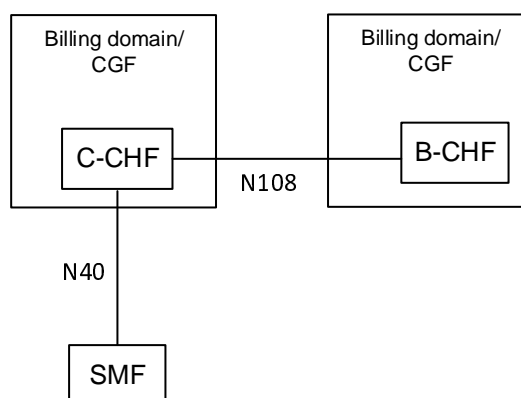 Billing domain/
CGF
C-CHF
Billing domain/
CGF
B-CHF
N108
N40
SMF